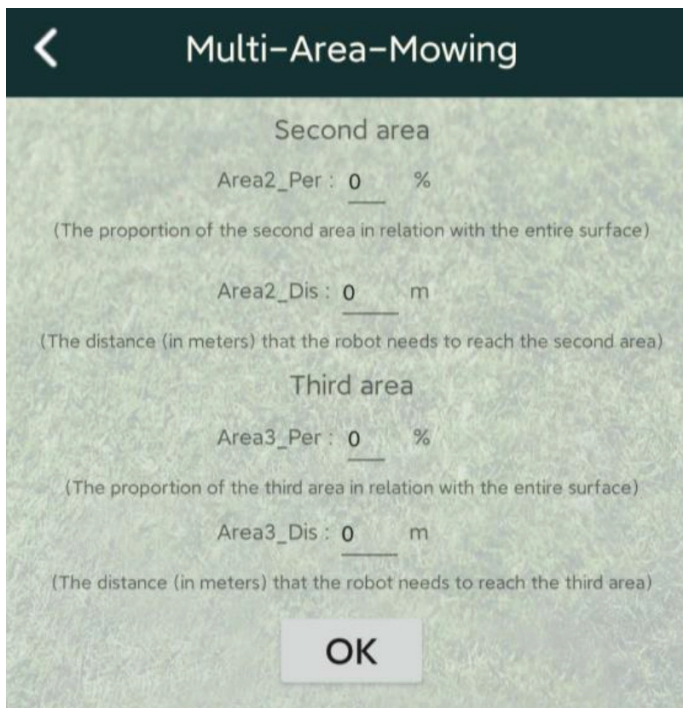 Multi-Area-Mowing
Second area
Area2_Per : 0 %
(The proportion of the second area in relation with the entire surface)
Area2_Dis : 0 m
(The distance (in meters) that the robot needs to reach the second area)
Third area
Area3_Per : 0 %
(The proportion of the third area in relation with the entire surface)
Area3_Dis : 0 m
(The distance (in meters) that the robot needs to reach the third area)
OK